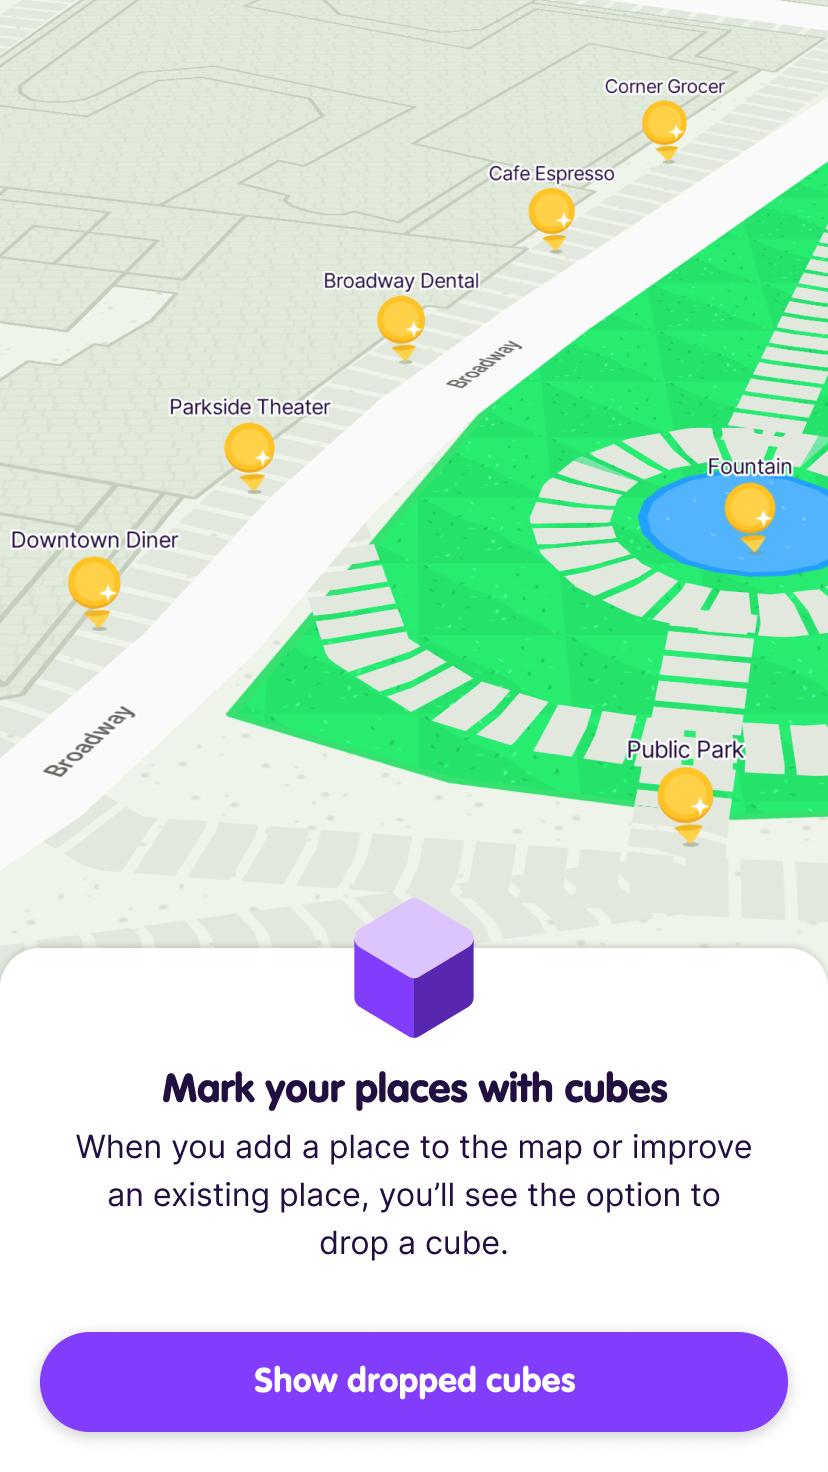 Corner Grocer
Cafe Espresso
Broadway Dental
Broadway
Parkside Theater
Fountain
Downtown Diner
Broadway
Public Park
Mark your places with cubes
When you add a place to the map or improve
an existing place, you’ll see the option to
drop a cube.
Show dropped cubes